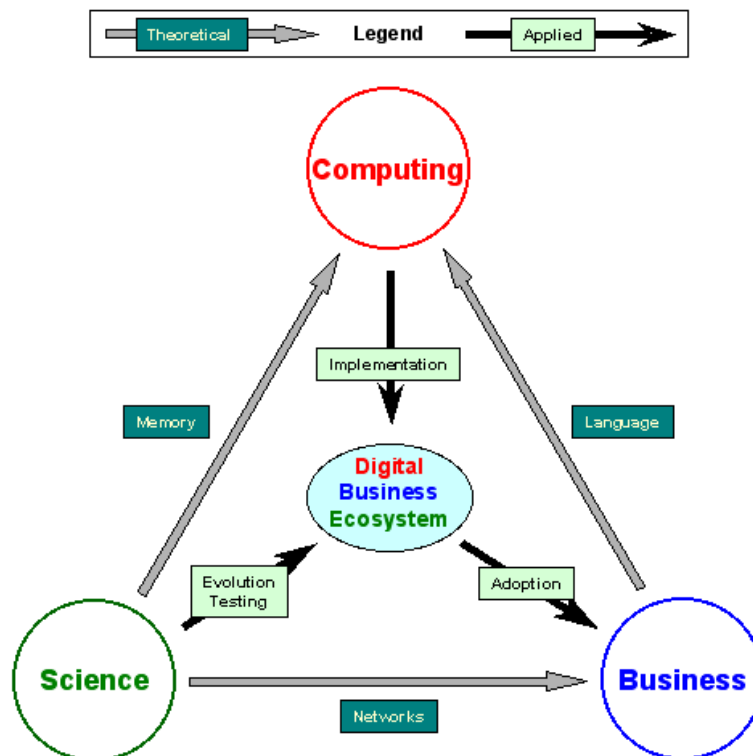 Theoretical Legend Applied
Computing
Implementation
Memory
Language
Digital
Business
Ecosystem
Evolution
Testing
Adoption
Science
Business
Networks